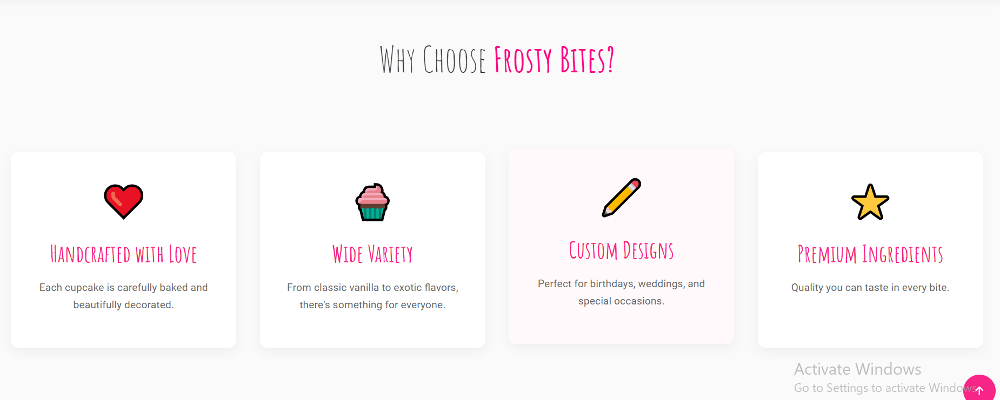 Why Choose Frosty Bites?
Handcrafted with Love
Each cupcake is carefully baked and
beautifully decorated.
Wide Variety
From classic vanilla to exotic flavors,
there's something for everyone.
Custom Designs
Perfect for birthdays, weddings, and
special occasions.
Premium Ingredients
Quality you can taste in every bite.
Activate Windows
Go to Settings to activate Windows.